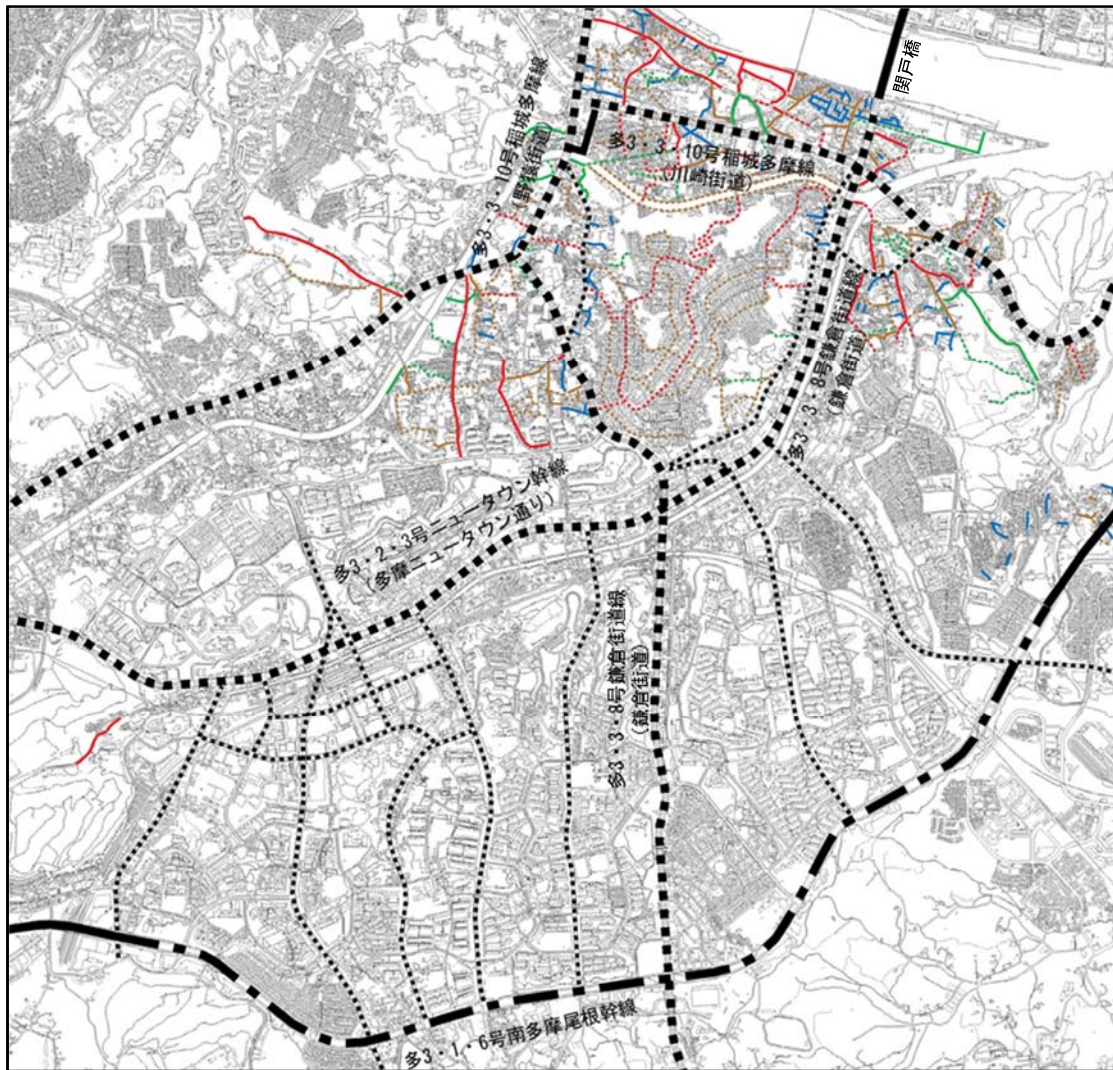 関戸橋
多3・3・10号稲城多摩線
(野猿街道)
多3・3・10号稲城多摩線
(川崎街道)
多3・3・8号鎌倉街道線
(鎌倉街道)
多3・2・3号ニュータウン幹線
(多摩ニュータウン通り)
多3・3・8号鎌倉街道線
(鎌倉街道)
多3・1・6号南多摩尾根幹線